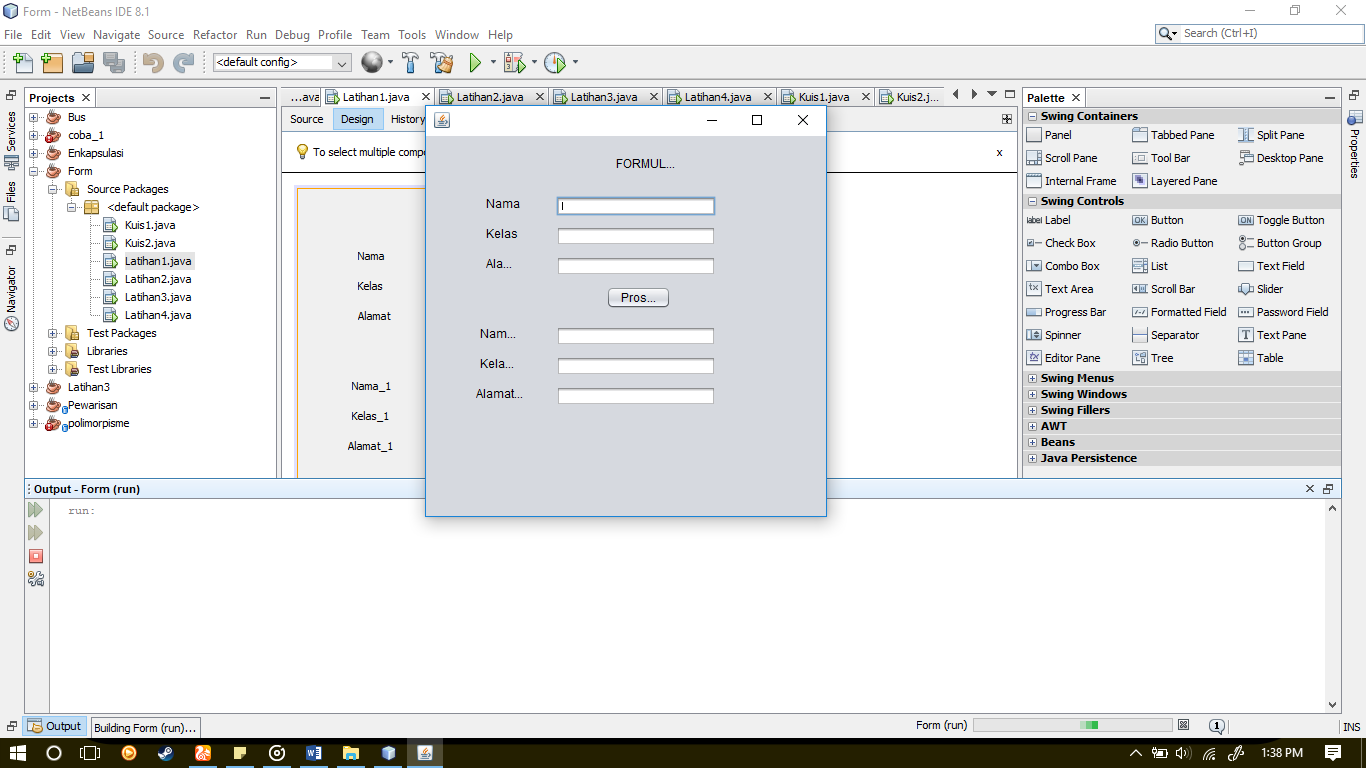 Form - NetBeans IDE 8.1
File Edit View Navigate Source Refactor Run Debug Profile Team Tools Window Help
Search (Ctrl+I)
<default config>
Services
Files
Navigator
Projects
Bus
coba_1
Enkapsulasi
Form
Source Packages
<default package>
Kuis1.java
Kuis2.java
Latihan1.java
Latihan2.java
Latihan3.java
Latihan4.java
Test Packages
Libraries
Test Libraries
Latihan3
Pewarisan
polimorpisme
...ava Latihan1.java Latihan2.java Latihan3.java Latihan4.java Kuis1.java Kuis2.j...
Source Design History
To select multiple compo
x
Nama
Kelas
Alamat
Nama_1
Kelas_1
Alamat_1
FORMUL...
Nama
Kelas
Ala...
Pros...
Nam...
Kela...
Alamat...
Palette
Swing Containers
Panel Tabbed Pane Split Pane
Scroll Pane Tool Bar Desktop Pane
Internal Frame Layered Pane
Swing Controls
label Label OK Button ON Toggle Button
Check Box Radio Button Button Group
Combo Box List Text Field
Text Area Scroll Bar Slider
Progress Bar Formatted Field Password Field
Spinner Separator Text Pane
Editor Pane Tree Table
Swing Menus
Swing Windows
Swing Fillers
AWT
Beans
Java Persistence
Properties
Output - Form (run)
run:
Output Building Form (run)...
Form (run)
1
INS
1:38 PM